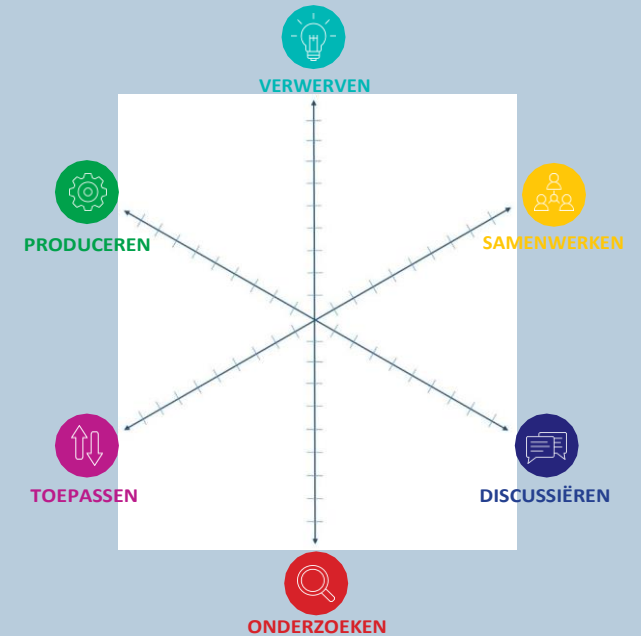 VERWERVEN
PRODUCEREN
SAMENWERKEN
TOEPASSEN
DISCUSSIËREN
ONDERZOEKEN